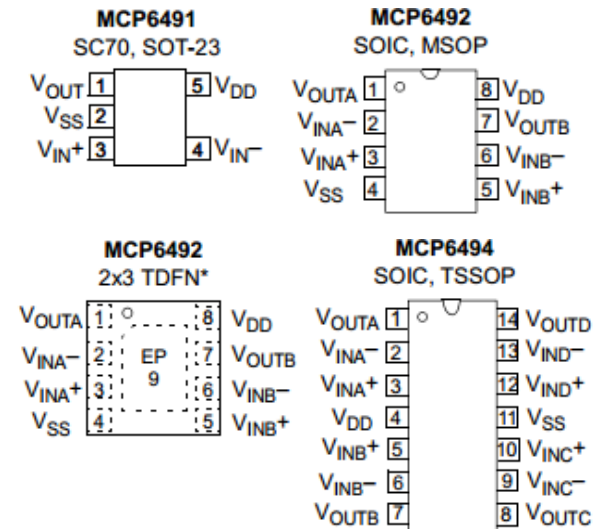 MCP6491
SC70, SOT-23
VOUT 1 5 VDD
VSS 2
VIN+ 3 4 VIN–
MCP6492
SOIC, MSOP
VOUTA 1 8 VDD
VINA– 2 7 VOUTB
VINA+ 3 6 VINB–
VSS 4 5 VINB+
MCP6492
2x3 TDFN*
VOUTA 1 8 VDD
VINA– 2 EP 7 VOUTB
VINA+ 3 9 6 VINB–
VSS 4 5 VINB+
MCP6494
SOIC, TSSOP
VOUTA 1 14 VOUTD
VINA– 2 13 VIND–
VINA+ 3 12 VIND+
VDD 4 11 VSS
VINB+ 5 10 VINC+
VINB– 6 9 VINC–
VOUTB 7 8 VOUTC